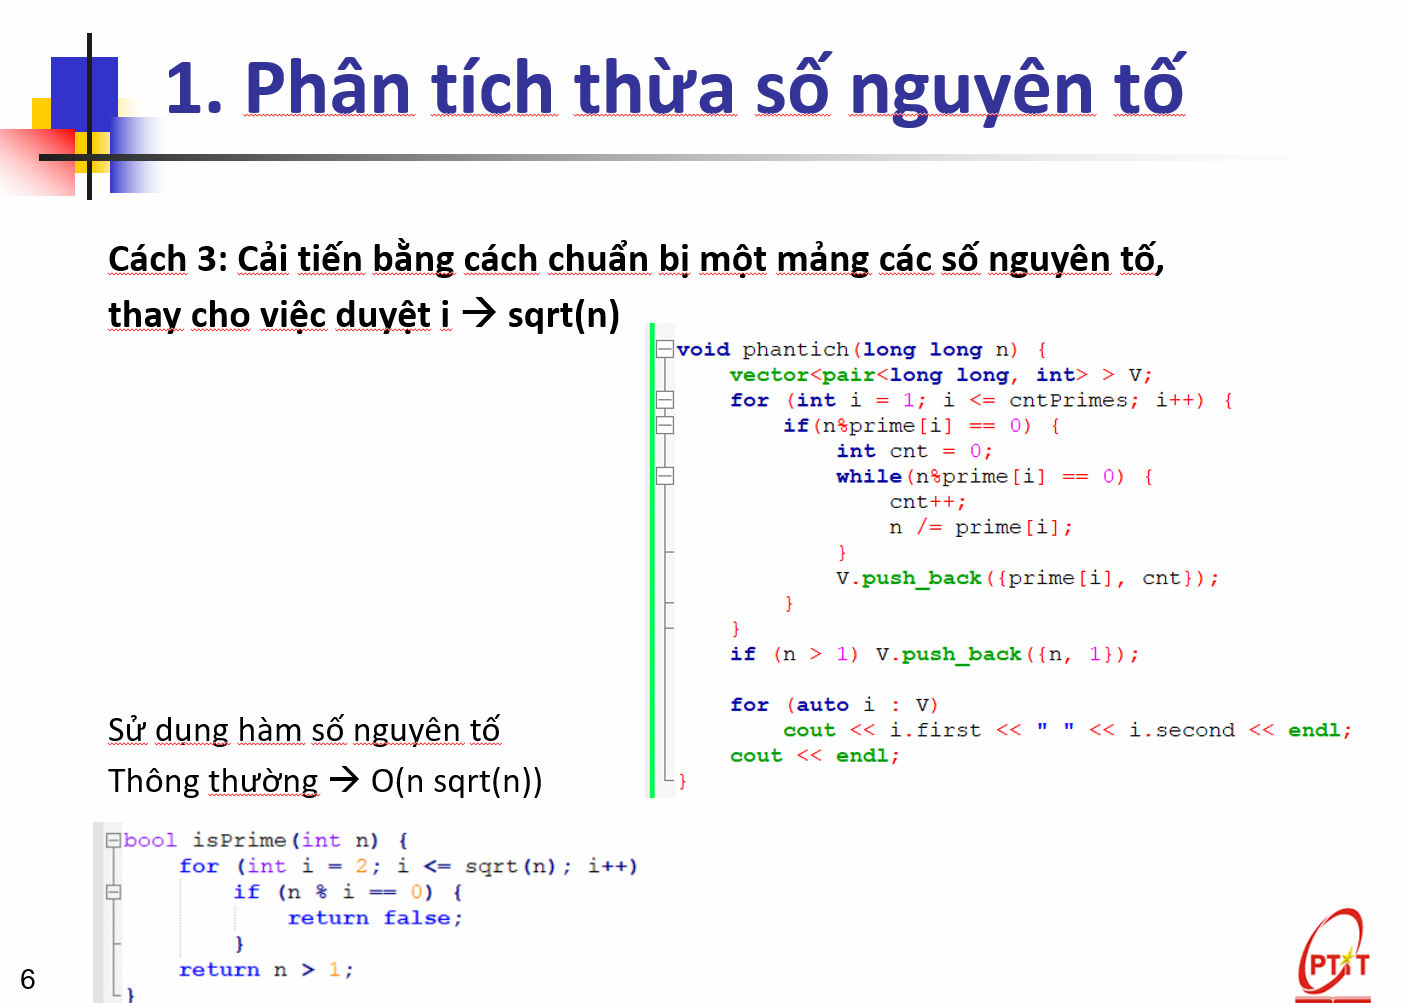 1. Phân tích thừa số nguyên tố
Cách 3: Cải tiến bằng cách chuẩn bị một mảng các số nguyên tố,
thay cho việc duyệt i → sqrt(n)
void phantich(long long n) {
vector<pair<long long, int> > V;
for (int i = 1; i <= cntPrimes; i++) {
if(n%prime[i] == 0) {
int cnt = 0;
while(n%prime[i] == 0) {
cnt++;
n /= prime[i];
}
V.push_back({prime[i], cnt});
}
}
if (n > 1) V.push_back({n, 1});
for (auto i : V)
cout << i.first << " " << i.second << endl;
cout << endl;
}
Sử dụng hàm số nguyên tố
Thông thường → O(n sqrt(n))
bool isPrime(int n) {
for (int i = 2; i <= sqrt(n); i++)
if (n % i == 0) {
return false;
}
return n > 1;
}
6
PTIT